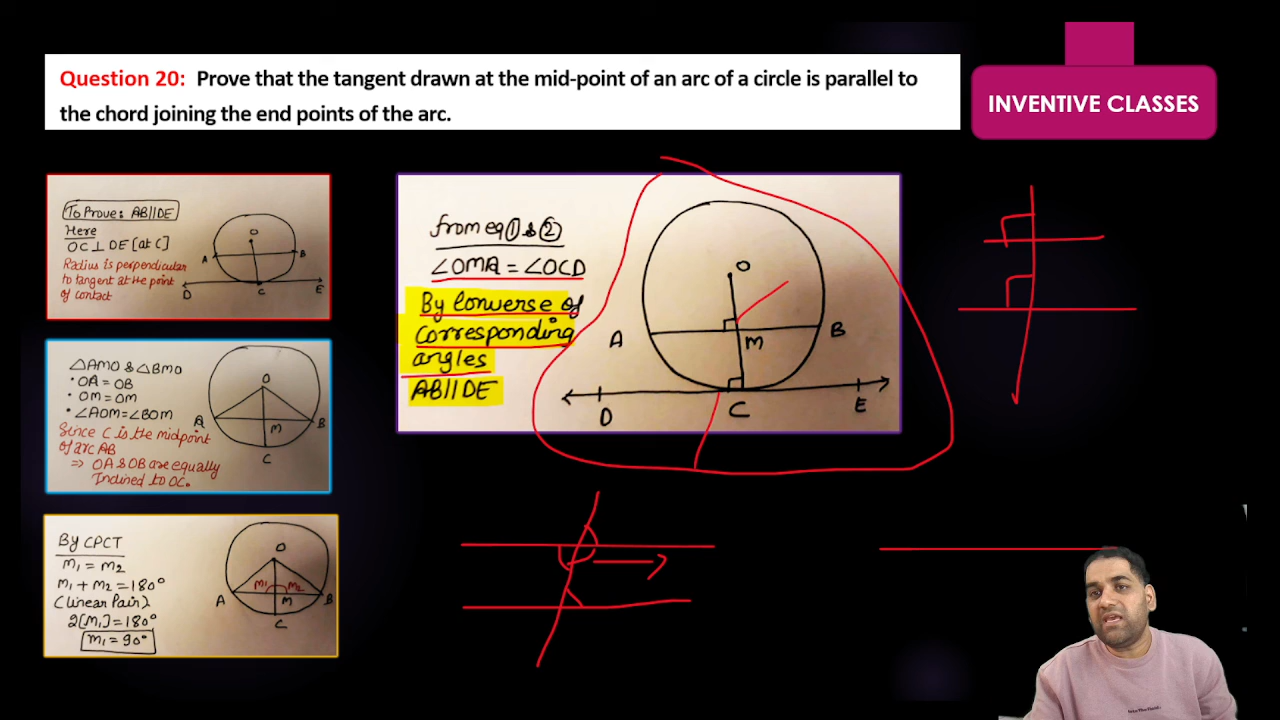 Question 20: Prove that the tangent drawn at the mid-point of an arc of a circle is parallel to
the chord joining the end points of the arc.
INVENTIVE CLASSES
To Prove: AB||DE
Here
OC⊥DE [at C]
Radius is perpendicular
to tangent at the point
of contact
O
A
B
D
C
E
△AMO & △BMO
• OA = OB
• OM = OM
• ∠AOM = ∠BOM
Since C is the midpoint
of arc AB
⇒ OA & OB are equally
Inclined to OC.
O
A
B
M
C
By CPCT
m₁ = m₂
m₁ + m₂ = 180°
(Linear Pair)
2[m₁] = 180°
m₁ = 90°
O
m₁ m₂
A
M
B
C
from eq ① & ②
∠OMA = ∠OCD
By Converse of
Corresponding
angles
AB||DE
O
A
M
B
D
C
E